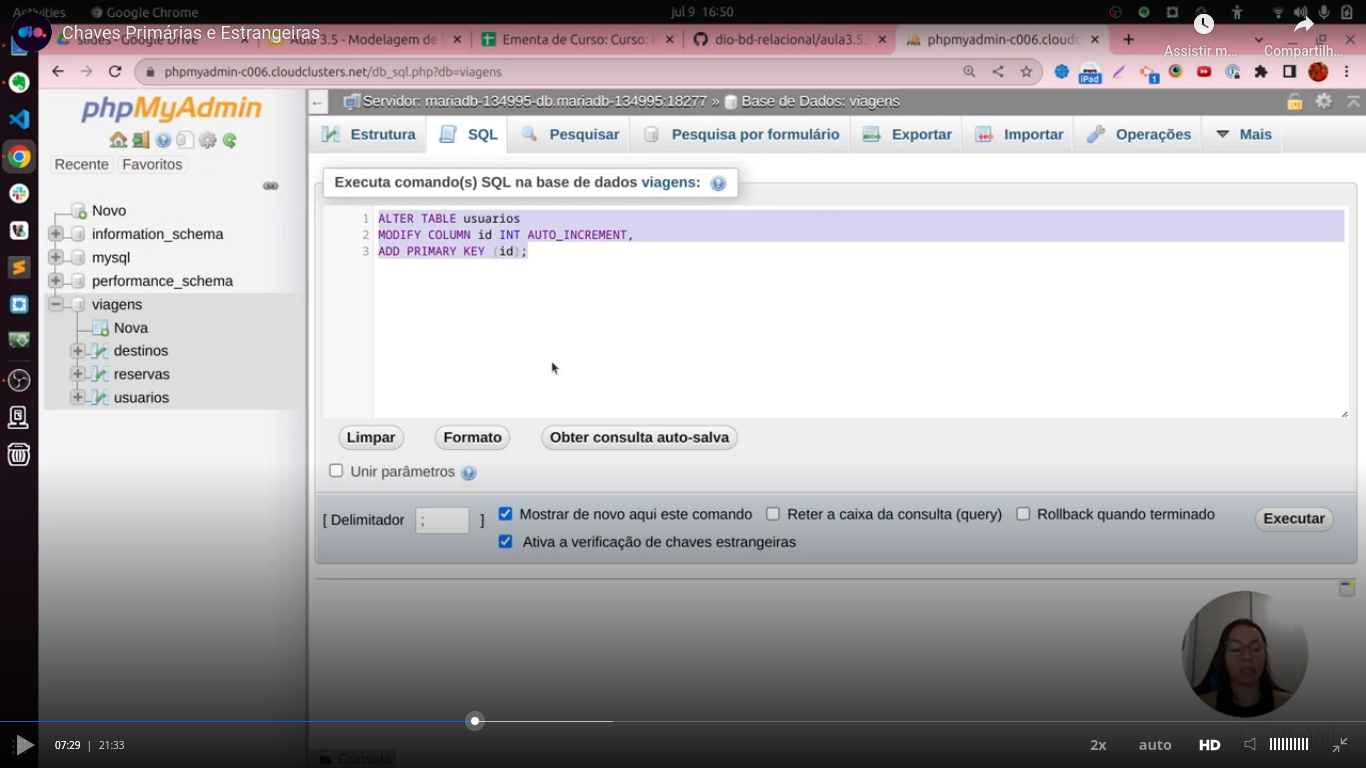 Activities
Google Chrome
Jul 9 16:50
dio.
Chaves Primárias e Estrangeiras
Assistir m...
Compartilh...
slides - Google Drive
Aula 3.5 - Modelagem de
Ementa de Curso: Curso:
dio-bd-relacional/aula3.5
phpmyadmin-c006.cloudc
phpmyadmin-c006.cloudclusters.net/db_sql.php?db=viagens
iPad
1
phpMyAdmin
Recente
Favoritos
Novo
information_schema
mysql
performance_schema
viagens
Nova
destinos
reservas
usuarios
Servidor: mariadb-134995-db.mariadb-134995:18277 » Base de Dados: viagens
Estrutura
SQL
Pesquisar
Pesquisa por formulário
Exportar
Importar
Operações
Mais
Executa comando(s) SQL na base de dados viagens:
1 ALTER TABLE usuarios
2 MODIFY COLUMN id INT AUTO_INCREMENT,
3 ADD PRIMARY KEY (id);
Limpar
Formato
Obter consulta auto-salva
Unir parâmetros
[ Delimitador ; ]
Mostrar de novo aqui este comando
Reter a caixa da consulta (query)
Rollback quando terminado
Executar
Ativa a verificação de chaves estrangeiras
Consola
07:29 | 21:33
2x
auto
HD